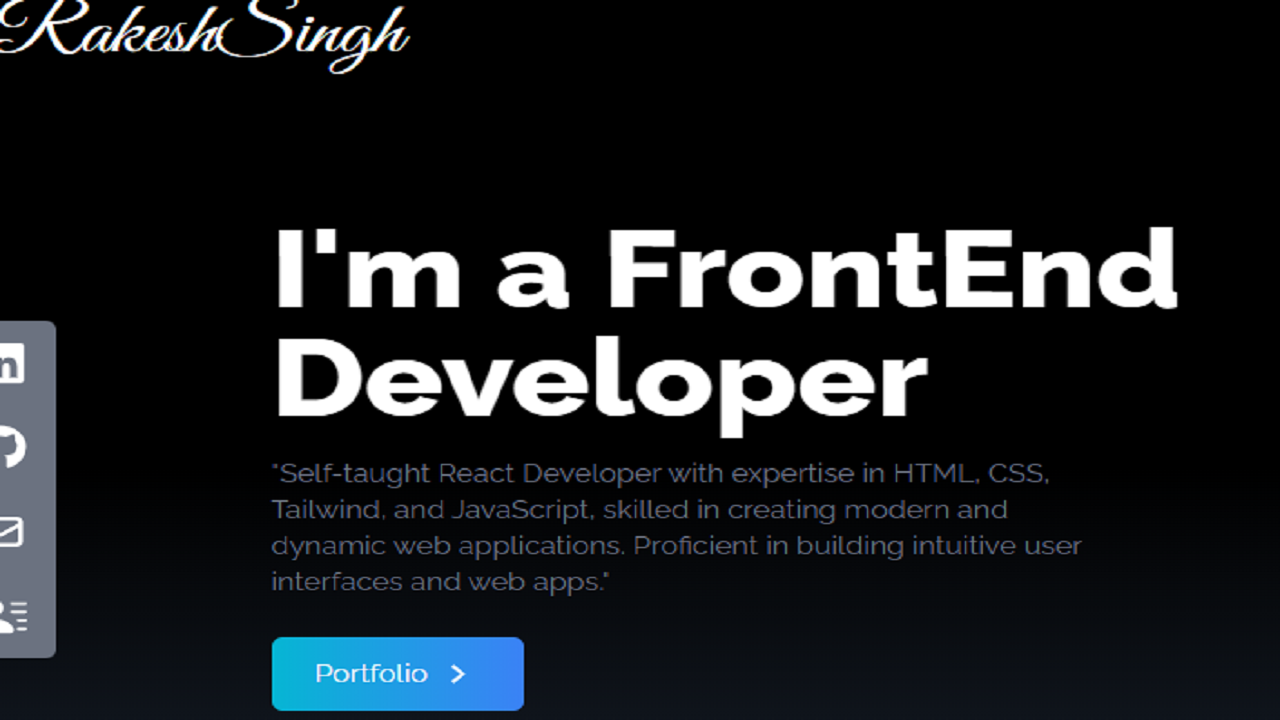 RakeshSingh
I'm a FrontEnd
Developer
"Self-taught React Developer with expertise in HTML, CSS,
Tailwind, and JavaScript, skilled in creating modern and
dynamic web applications. Proficient in building intuitive user
interfaces and web apps."
Portfolio